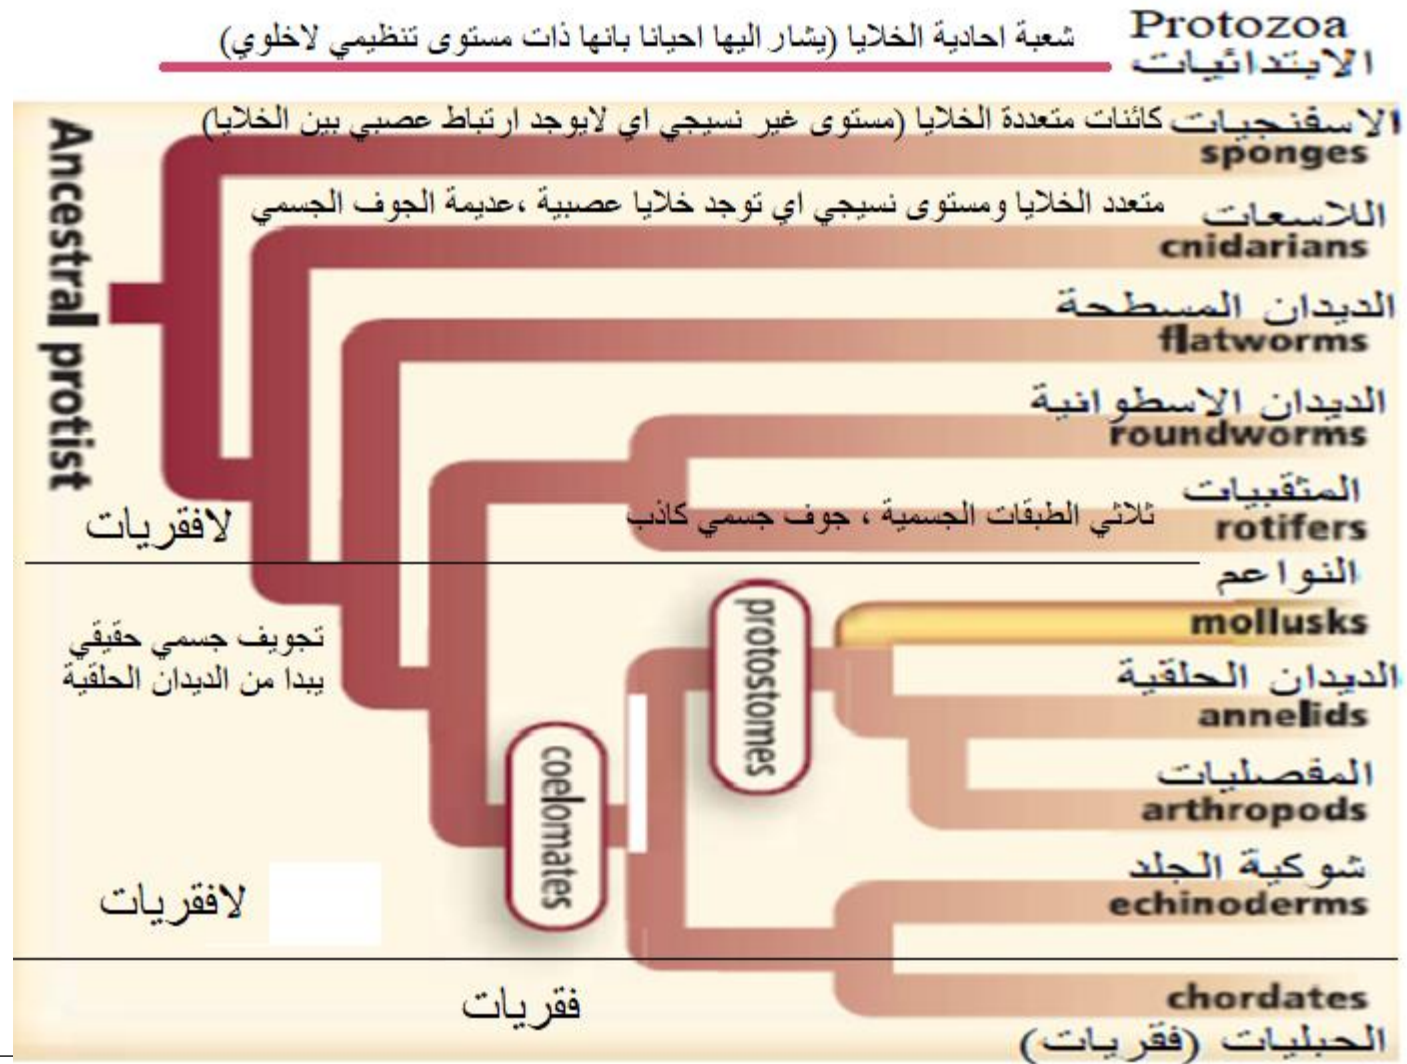 Protozoa
الابتدائيات
شعبة احادية الخلايا (يشار اليها احيانا بانها ذات مستوى تنظيمي لاخلوي)
الاسفنجيات كائنات متعددة الخلايا (مستوى غير نسيجي اي لايوجد ارتباط عصبي بين الخلايا)
sponges
اللاسعات متعدد الخلايا ومستوى نسيجي اي توجد خلايا عصبية ،عديمة الجوف الجسمي
cnidarians
الديدان المسطحة
flatworms
الديدان الاسطوانية
roundworms
المثقبيات
ثلاثي الطبقات الجسمية ، جوف جسمي كاذب
rotifers
Ancestral protist
لافقريات
النواعم
mollusks
protostomes
تجويف جسمي حقيقي
يبدا من الديدان الحلقية
الديدان الحلقية
annelids
coelomates
المفصليات
arthropods
شوكية الجلد
echinoderms
لافقريات
فقريات
chordates
الحبليات (فقريات)